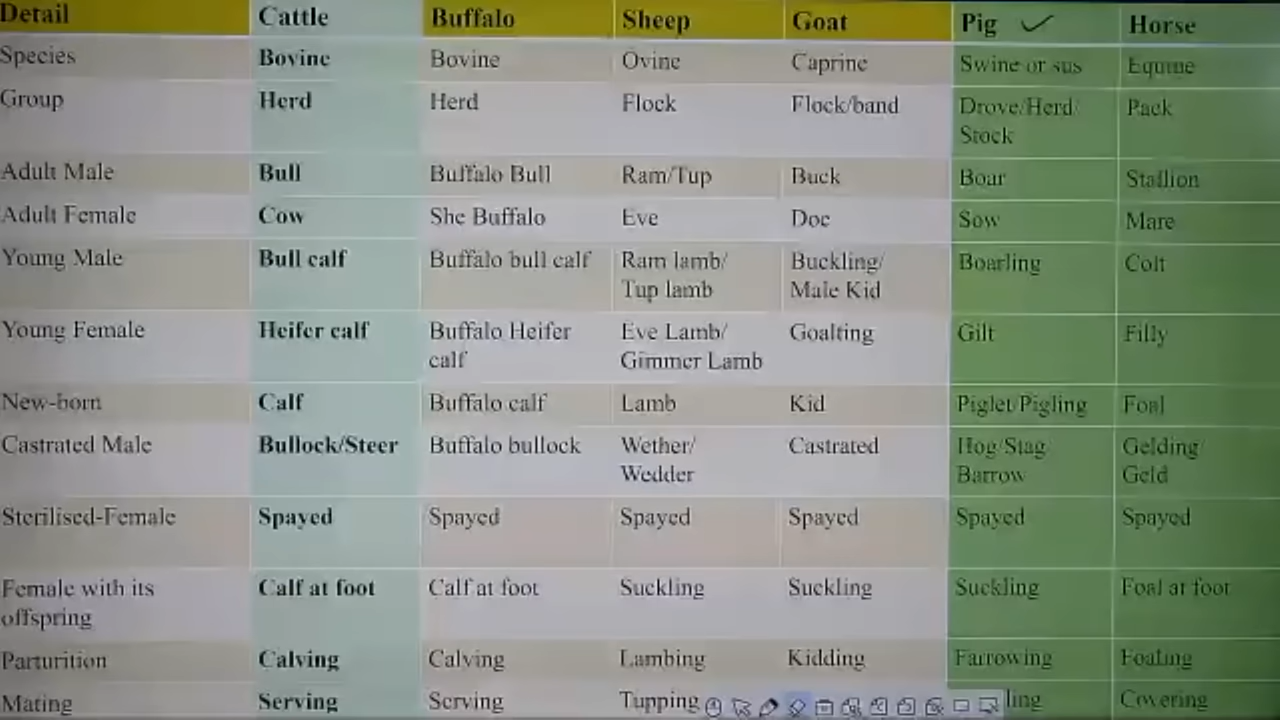 Detail Cattle Buffalo Sheep Goat Pig Horse
Species Bovine Bovine Ovine Caprine Swine or sus Equine
Group Herd Herd Flock Flock/band Drove/Herd/ Pack
Stock
Adult Male Bull Buffalo Bull Ram/Tup Buck Boar Stallion
Adult Female Cow She Buffalo Eve Doe Sow Mare
Young Male Bull calf Buffalo bull calf Ram lamb/ Buckling/ Boarling Colt
Tup lamb Male Kid
Young Female Heifer calf Buffalo Heifer Eve Lamb/ Goalting Gilt Filly
calf Gimmer Lamb
New-born Calf Buffalo calf Lamb Kid Piglet/Pigling Foal
Castrated Male Bullock/Steer Buffalo bullock Wether/ Castrated Hog/Stag/ Gelding/
Wedder Barrow Geld
Sterilised-Female Spayed Spayed Spayed Spayed Spayed Spayed
Female with its Calf at foot Calf at foot Suckling Suckling Suckling Foal at foot
offspring
Parturition Calving Calving Lambing Kidding Farrowing Foaling
Mating Serving Serving Tupping Covering